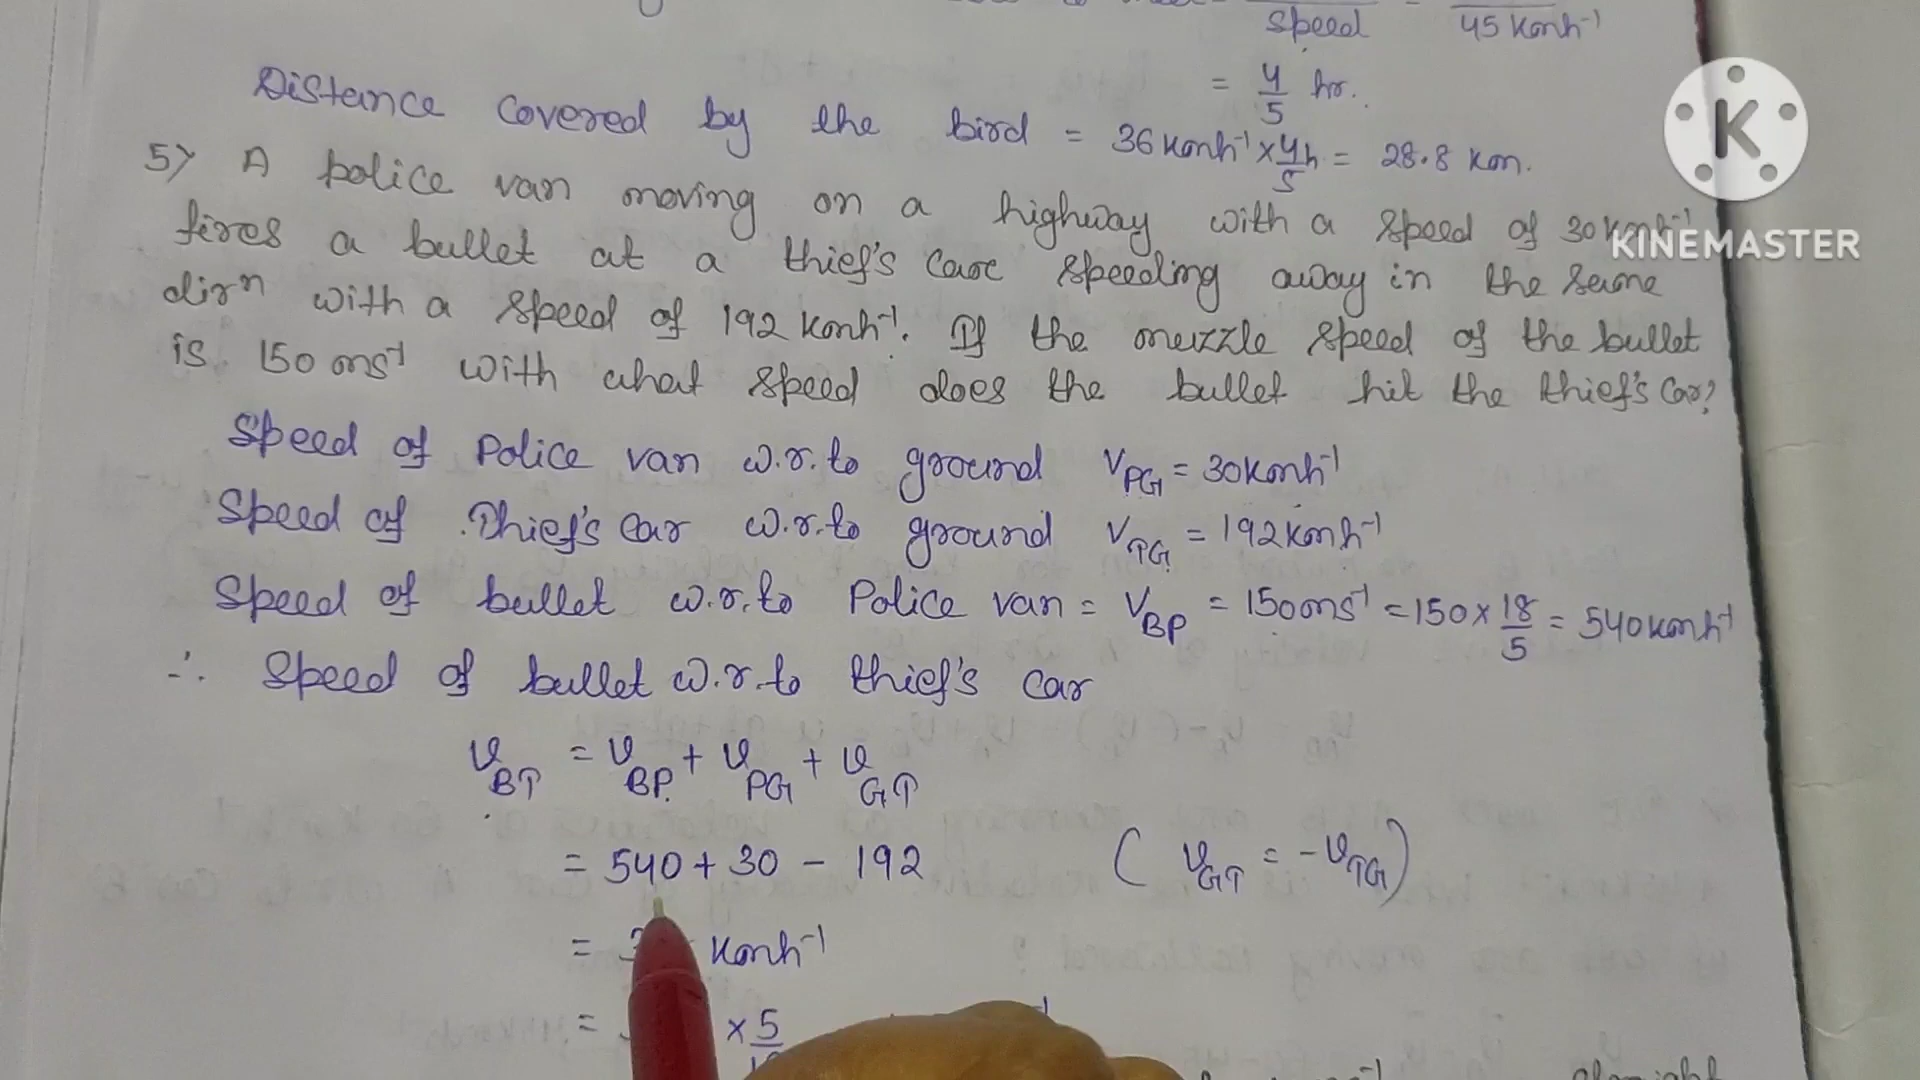 speed 45 kmh⁻¹
= 4/5 hr.
Distance covered by the bird = 36 kmh⁻¹ × 4/5 h = 28.8 km.
5) A police van moving on a highway with a speed of 30 kmh⁻¹
fires a bullet at a thief's car speeding away in the same
dirⁿ with a speed of 192 kmh⁻¹. If the muzzle speed of the bullet
is 150 ms⁻¹ with what speed does the bullet hit the thief's car?
Speed of Police van w.r.to ground V_PG = 30 kmh⁻¹
Speed of Thief's car w.r.to ground V_TG = 192 kmh⁻¹
Speed of bullet w.r.to Police van = V_BP = 150 ms⁻¹ = 150 × 18/5 = 540 kmh⁻¹
∴ Speed of bullet w.r.to thief's car
V_BT = V_BP + V_PG + V_GT
= 540 + 30 - 192 ( V_GT = -V_TG )
= kmh⁻¹
= × 5
K
KINEMASTER